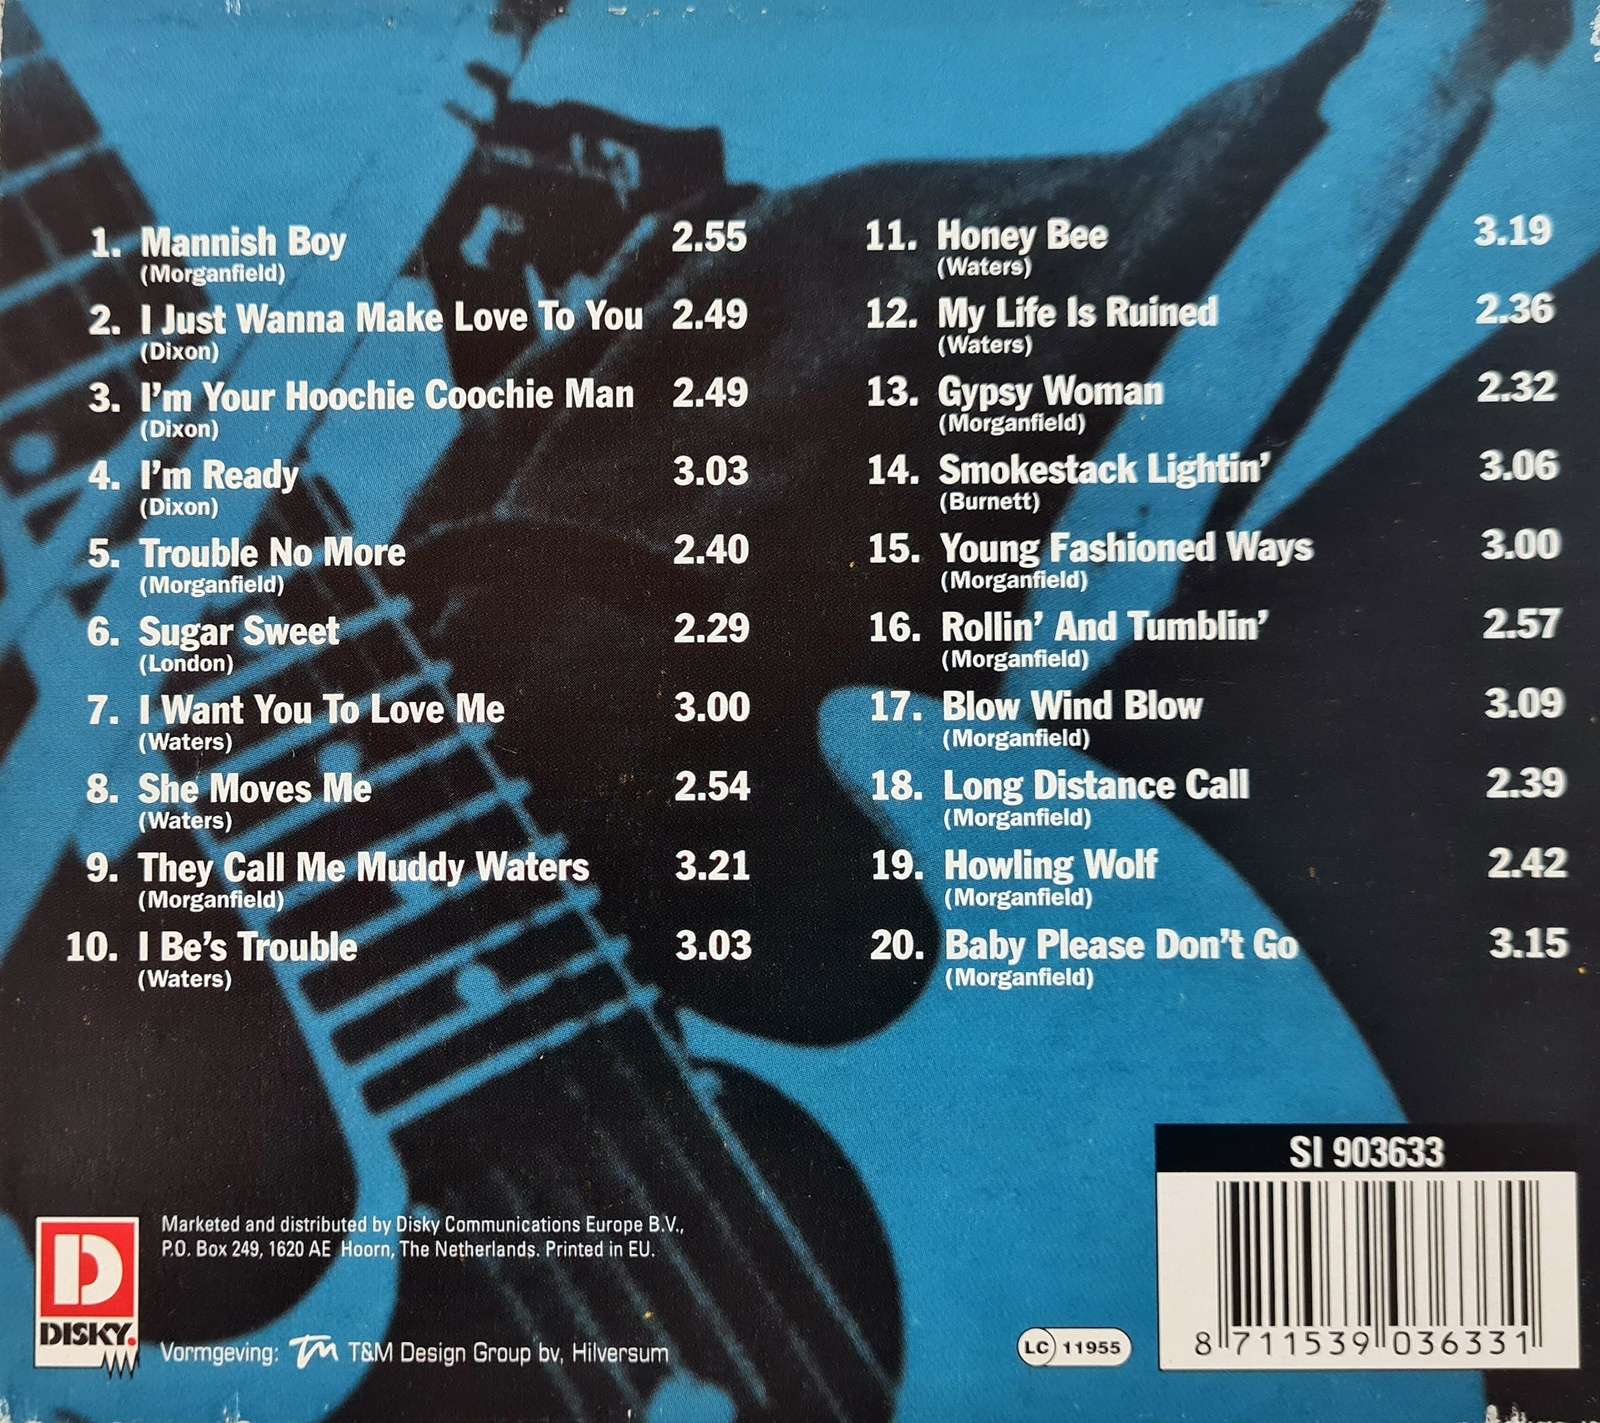 1. Mannish Boy 2.55
(Morganfield)
2. I Just Wanna Make Love To You 2.49
(Dixon)
3. I'm Your Hoochie Coochie Man 2.49
(Dixon)
4. I'm Ready 3.03
(Dixon)
5. Trouble No More 2.40
(Morganfield)
6. Sugar Sweet 2.29
(London)
7. I Want You To Love Me 3.00
(Waters)
8. She Moves Me 2.54
(Waters)
9. They Call Me Muddy Waters 3.21
(Morganfield)
10. I Be's Trouble 3.03
(Waters)
11. Honey Bee 3.19
(Waters)
12. My Life Is Ruined 2.36
(Waters)
13. Gypsy Woman 2.32
(Morganfield)
14. Smokestack Lightin' 3.06
(Burnett)
15. Young Fashioned Ways 3.00
(Morganfield)
16. Rollin' And Tumblin' 2.57
(Morganfield)
17. Blow Wind Blow 3.09
(Morganfield)
18. Long Distance Call 2.39
(Morganfield)
19. Howling Wolf 2.42
(Morganfield)
20. Baby Please Don't Go 3.15
(Morganfield)
SI 903633
8 711539 036331
D
DISKY.
Marketed and distributed by Disky Communications Europe B.V.,
P.O. Box 249, 1620 AE Hoorn, The Netherlands. Printed in EU.
Vormgeving: TM T&M Design Group bv, Hilversum
LC 11955